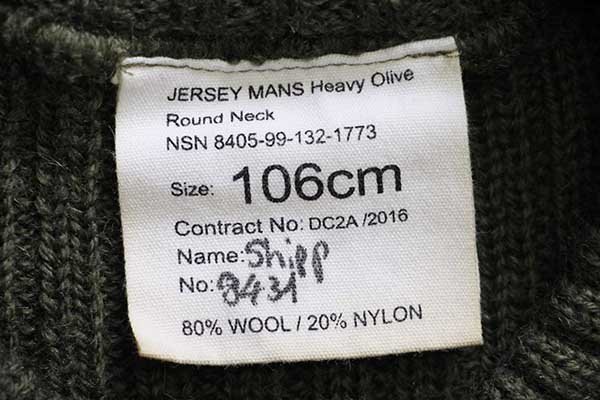 JERSEY MANS Heavy Olive
Round Neck
NSN 8405-99-132-1773
Size: 106cm
Contract No: DC2A /2016
Name: Shipp
No: 8431
80% WOOL / 20% NYLON